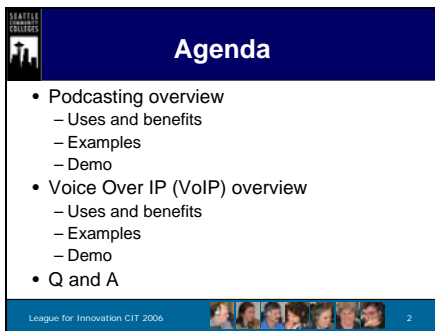 SEATTLE
COMMUNITY
COLLEGES
Agenda
• Podcasting overview
– Uses and benefits
– Examples
– Demo
• Voice Over IP (VoIP) overview
– Uses and benefits
– Examples
– Demo
• Q and A
League for Innovation CIT 2006
2